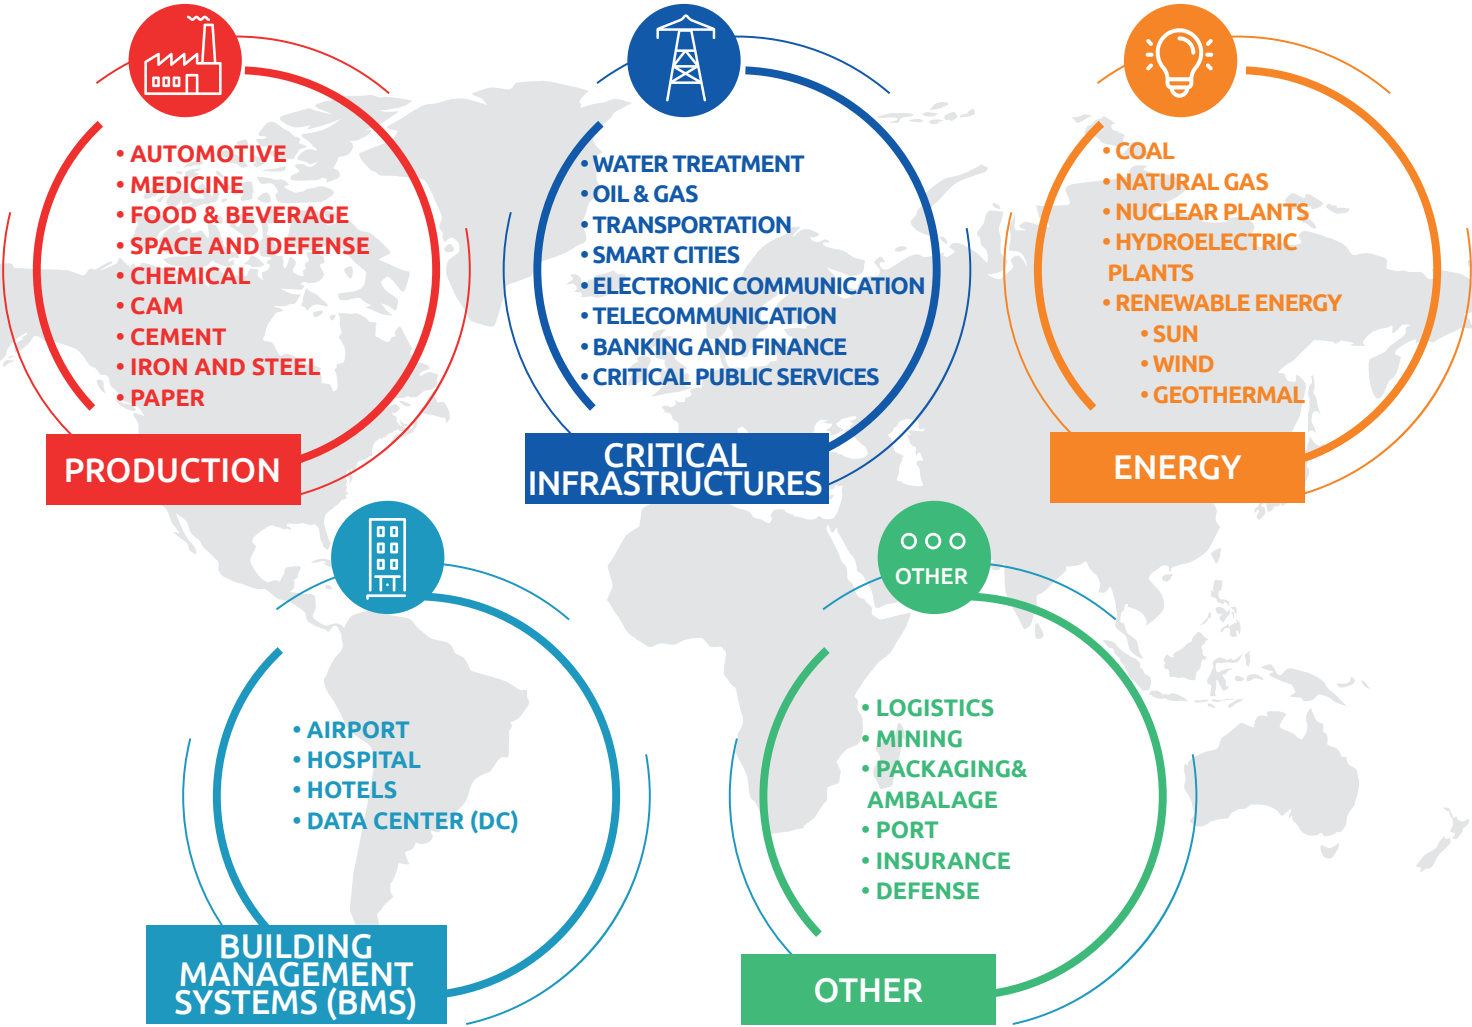 • AUTOMOTIVE
• MEDICINE
• FOOD & BEVERAGE
• SPACE AND DEFENSE
• CHEMICAL
• CAM
• CEMENT
• IRON AND STEEL
• PAPER
PRODUCTION
• WATER TREATMENT
• OIL & GAS
• TRANSPORTATION
• SMART CITIES
• ELECTRONIC COMMUNICATION
• TELECOMMUNICATION
• BANKING AND FINANCE
• CRITICAL PUBLIC SERVICES
CRITICAL
INFRASTRUCTURES
• COAL
• NATURAL GAS
• NUCLEAR PLANTS
• HYDROELECTRIC
PLANTS
• RENEWABLE ENERGY
• SUN
• WIND
• GEOTHERMAL
ENERGY
• AIRPORT
• HOSPITAL
• HOTELS
• DATA CENTER (DC)
BUILDING
MANAGEMENT
SYSTEMS (BMS)
OTHER
• LOGISTICS
• MINING
• PACKAGING&
AMBALAGE
• PORT
• INSURANCE
• DEFENSE
OTHER